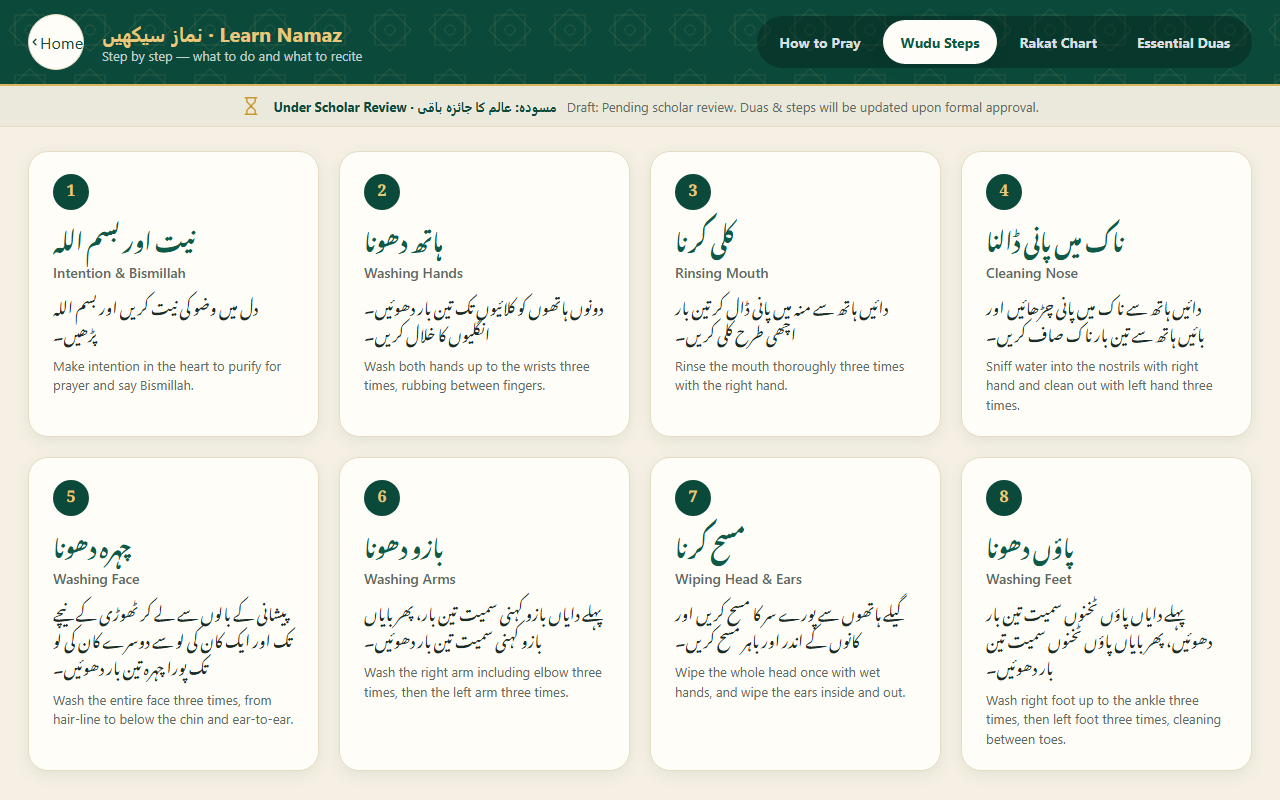 ‹ Home
نماز سیکھیں · Learn Namaz
Step by step — what to do and what to recite
How to Pray
Wudu Steps
Rakat Chart
Essential Duas
Under Scholar Review · مسودہ: عالم کا جائزہ باقی
Draft: Pending scholar review. Duas & steps will be updated upon formal approval.
1
نیت اور بسم اللہ
Intention & Bismillah
دل میں وضو کی نیت کریں اور بسم اللہ
پڑھیں۔
Make intention in the heart to purify for
prayer and say Bismillah.
2
ہاتھ دھونا
Washing Hands
دونوں ہاتھوں کو کلائیوں تک تین بار دھوئیں۔
انگلیوں کا خلال کریں۔
Wash both hands up to the wrists three
times, rubbing between fingers.
3
کلی کرنا
Rinsing Mouth
دائیں ہاتھ سے منہ میں پانی ڈال کر تین بار
اچھی طرح کلی کریں۔
Rinse the mouth thoroughly three times
with the right hand.
4
ناک میں پانی ڈالنا
Cleaning Nose
دائیں ہاتھ سے ناک میں پانی چڑھائیں اور
بائیں ہاتھ سے تین بار ناک صاف کریں۔
Sniff water into the nostrils with right
hand and clean out with left hand three
times.
5
چہرہ دھونا
Washing Face
پیشانی کے بالوں سے لے کر ٹھوڑی کے نیچے
تک اور ایک کان کی لو سے دوسرے کان کی لو
تک پورا چہرہ تین بار دھوئیں۔
Wash the entire face three times, from
hair-line to below the chin and ear-to-ear.
6
بازو دھونا
Washing Arms
پہلے دایاں بازو کہنی سمیت تین بار، پھر بایاں
بازو کہنی سمیت تین بار دھوئیں۔
Wash the right arm including elbow three
times, then the left arm three times.
7
مسح کرنا
Wiping Head & Ears
گیلے ہاتھوں سے پورے سر کا مسح کریں اور
کانوں کے اندر اور باہر مسح کریں۔
Wipe the whole head once with wet
hands, and wipe the ears inside and out.
8
پاؤں دھونا
Washing Feet
پہلے دایاں پاؤں ٹخنوں سمیت تین بار
دھوئیں، پھر بایاں پاؤں ٹخنوں سمیت تین
بار دھوئیں۔
Wash right foot up to the ankle three
times, then left foot three times, cleaning
between toes.